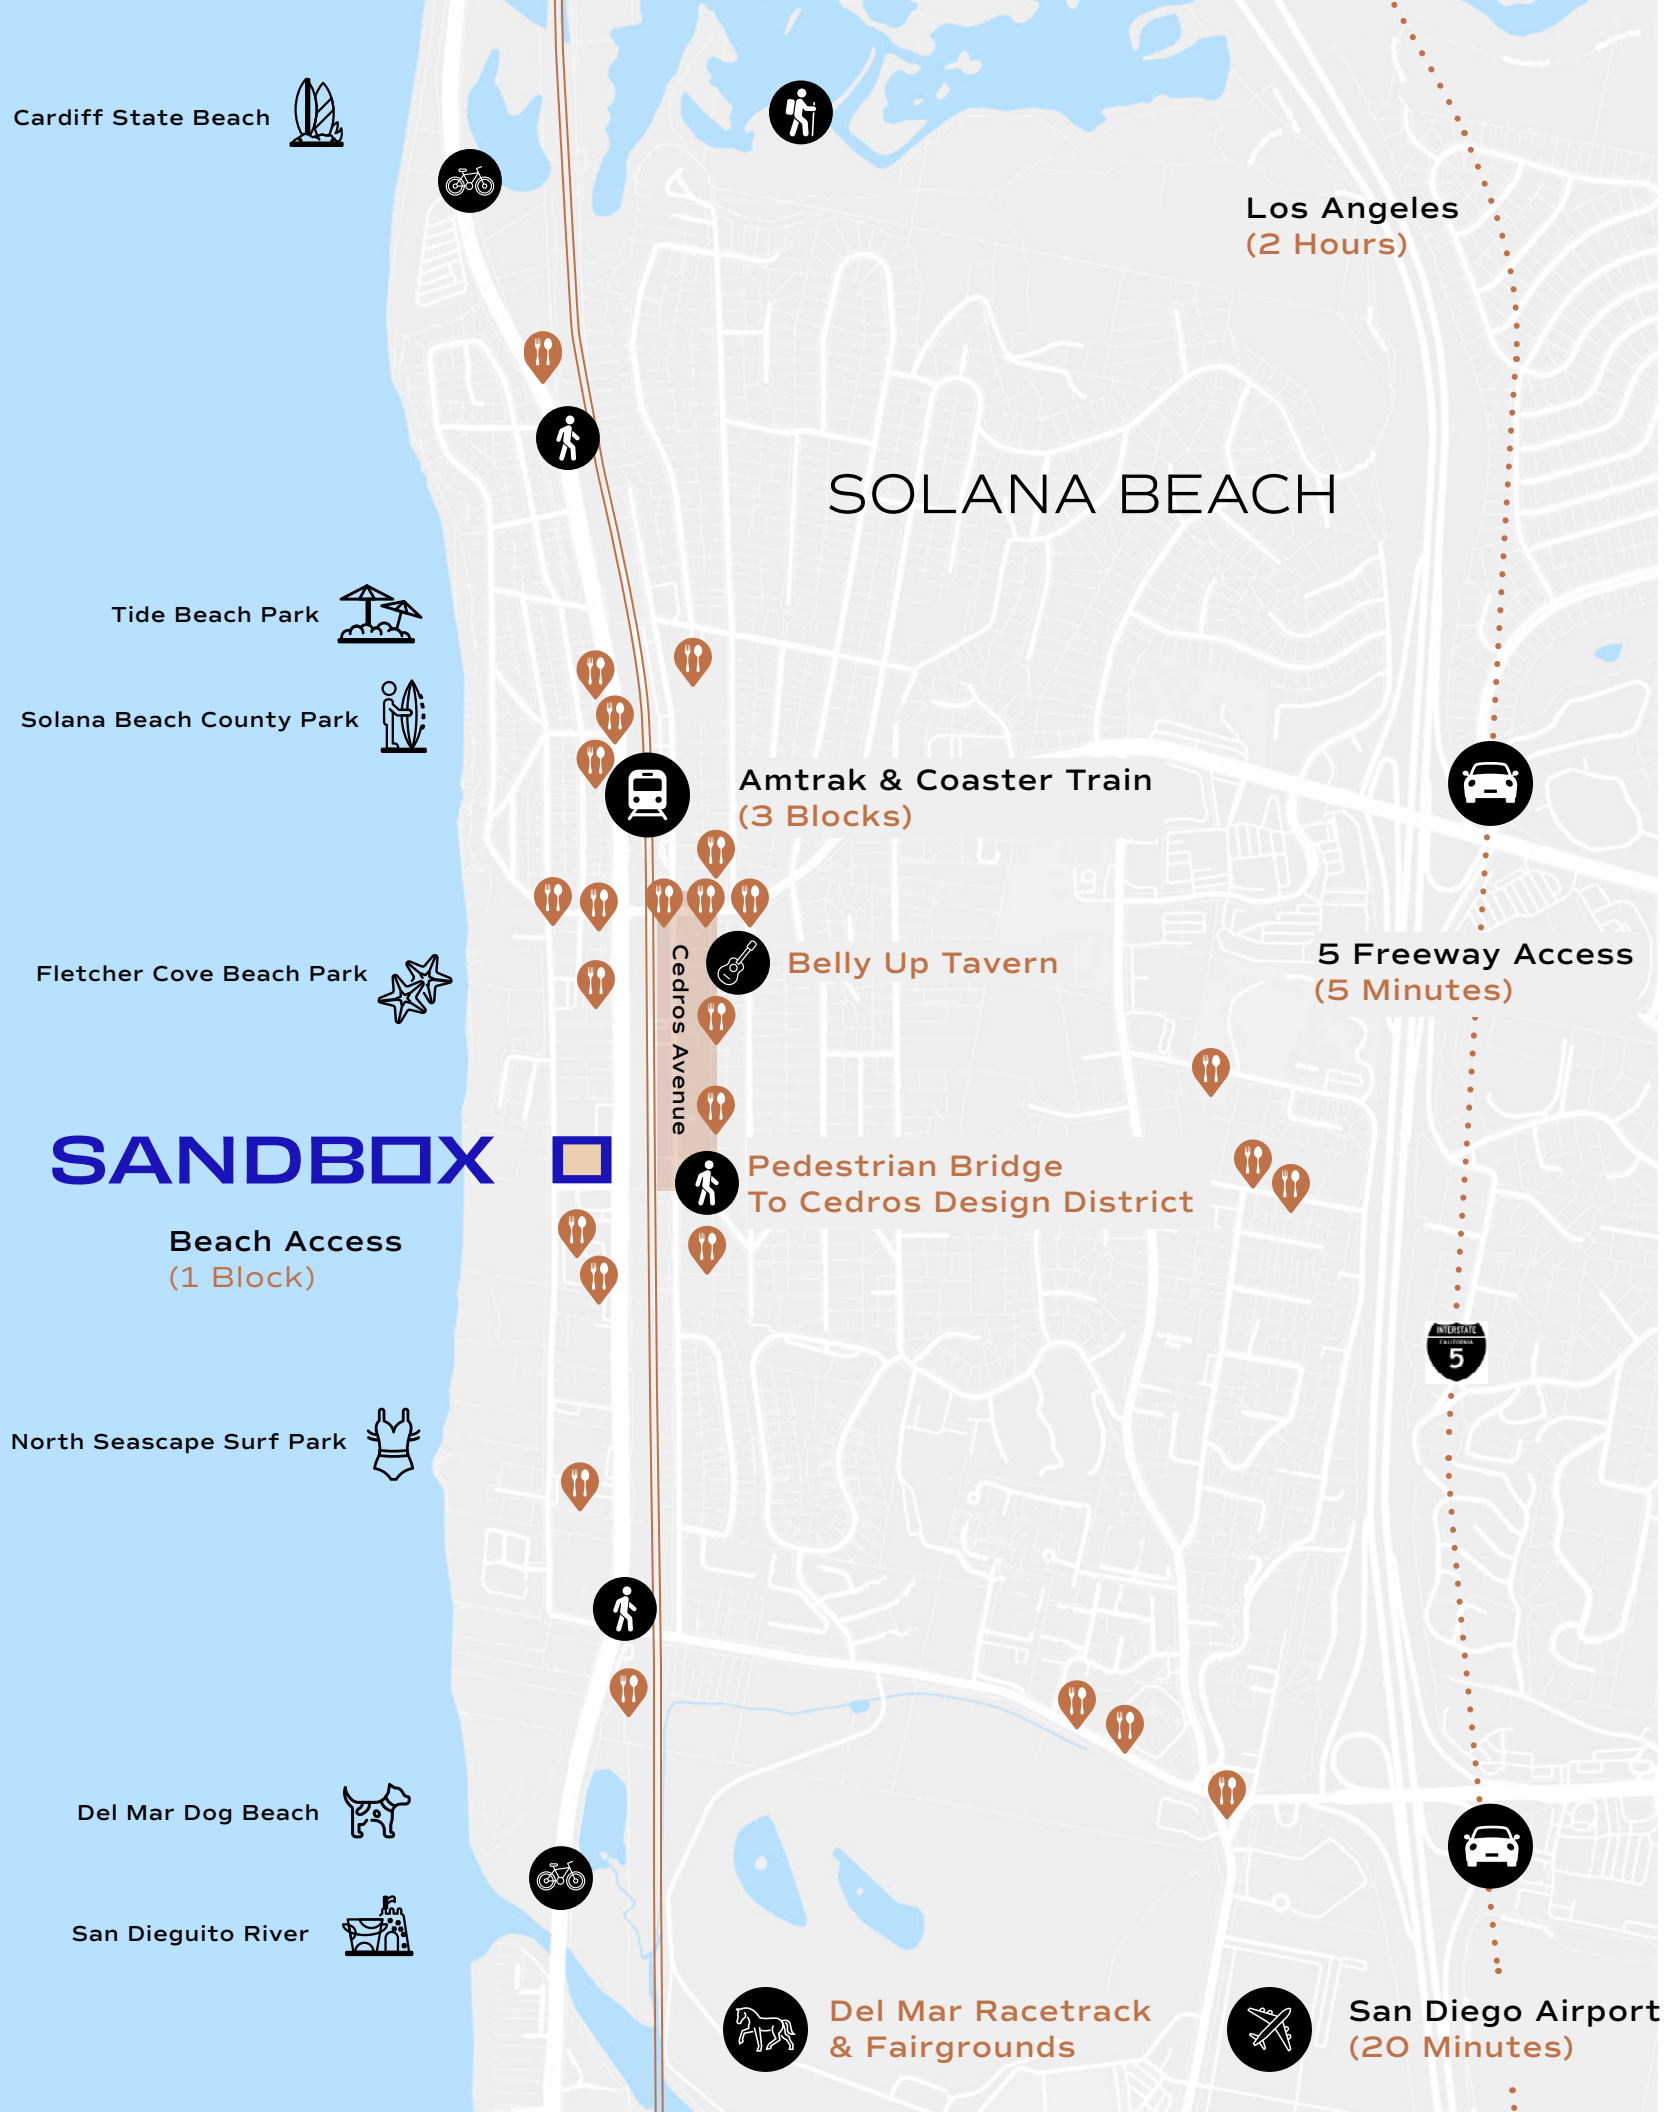 Cardiff State Beach
Los Angeles
(2 Hours)
SOLANA BEACH
Tide Beach Park
Solana Beach County Park
Amtrak & Coaster Train
(3 Blocks)
Fletcher Cove Beach Park
Cedros Avenue
Belly Up Tavern
5 Freeway Access
(5 Minutes)
SANDBOX
Pedestrian Bridge
To Cedros Design District
Beach Access
(1 Block)
INTERSTATE
CALIFORNIA
5
North Seascape Surf Park
Del Mar Dog Beach
San Dieguito River
Del Mar Racetrack
& Fairgrounds
San Diego Airport
(20 Minutes)